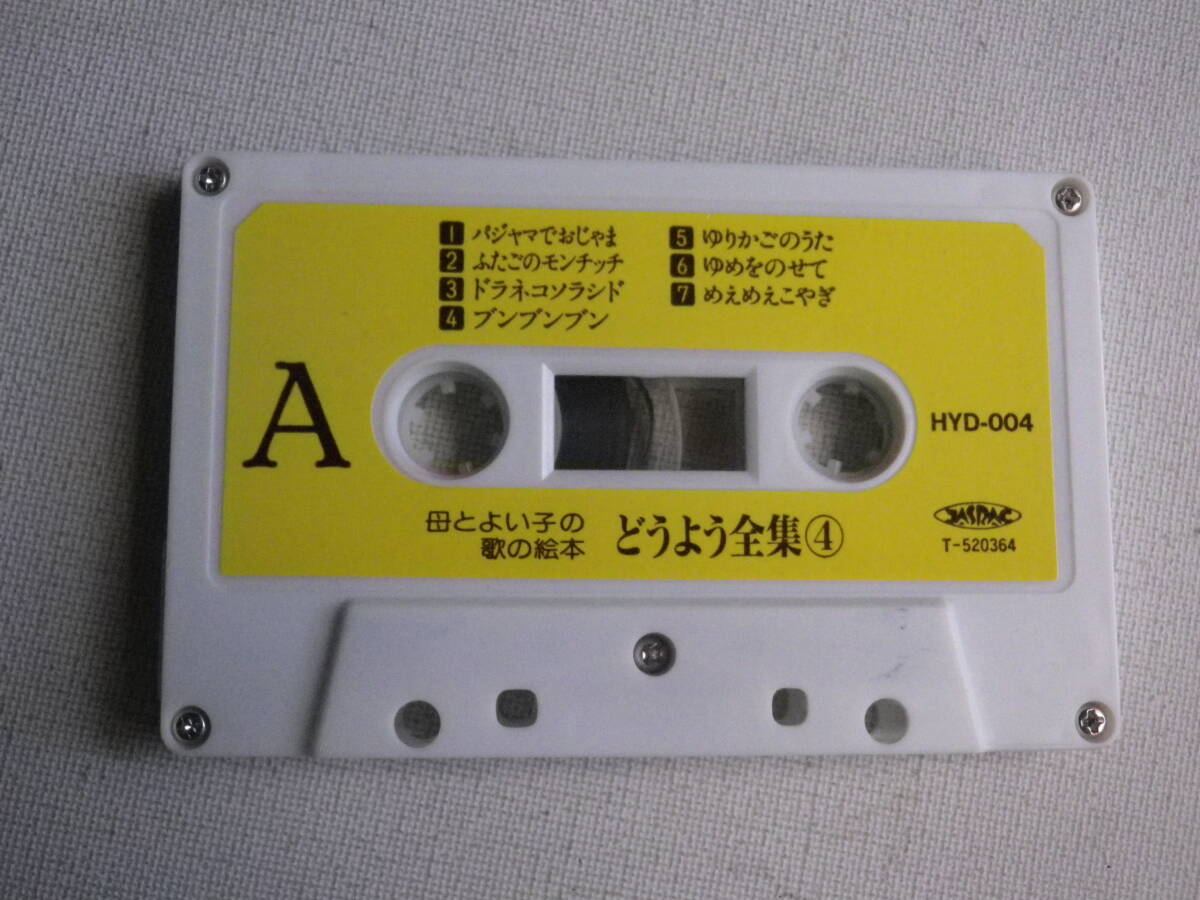 1 パジャマでおじゃま
2 ふたごのモンチッチ
3 ドラネコソラシド
4 ブンブンブン
5 ゆりかごのうた
6 ゆめをのせて
7 めえめえこやぎ
A
HYD-004
母とよい子の
歌の絵本
どうよう全集④
JASRAC
T-520364